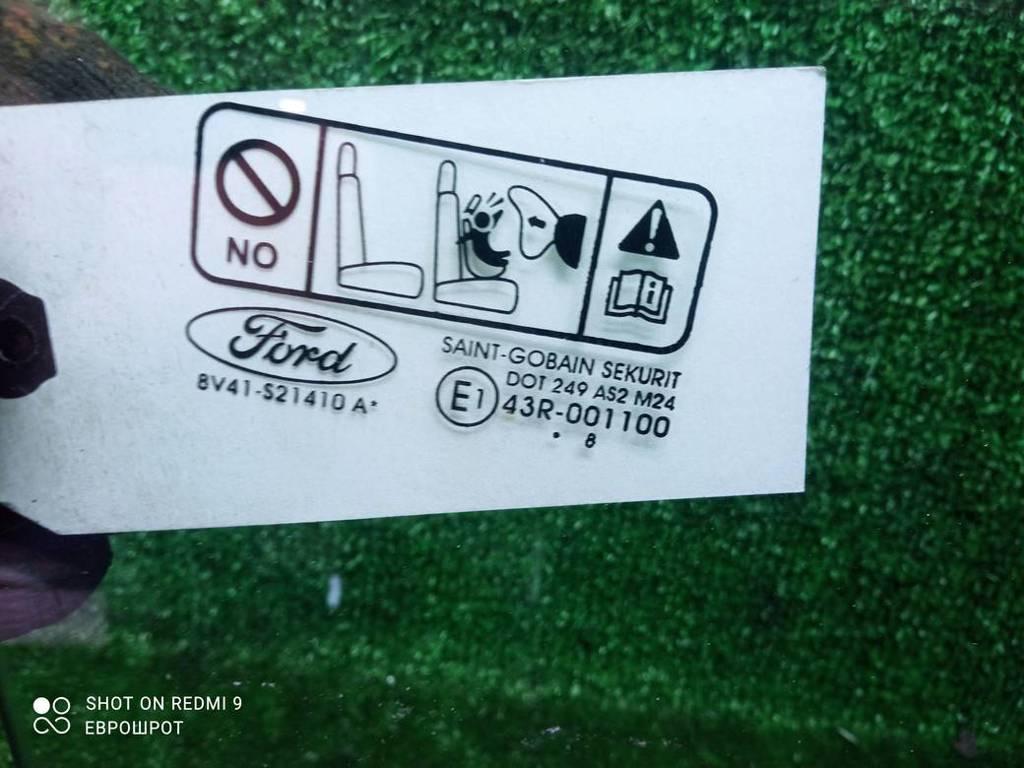 NO
Ford
8V41-S21410 A*
SAINT-GOBAIN SEKURIT
DOT 249 AS2 M24
E1
43R-001100
. 8
SHOT ON REDMI 9
ЕВРОШРОТ